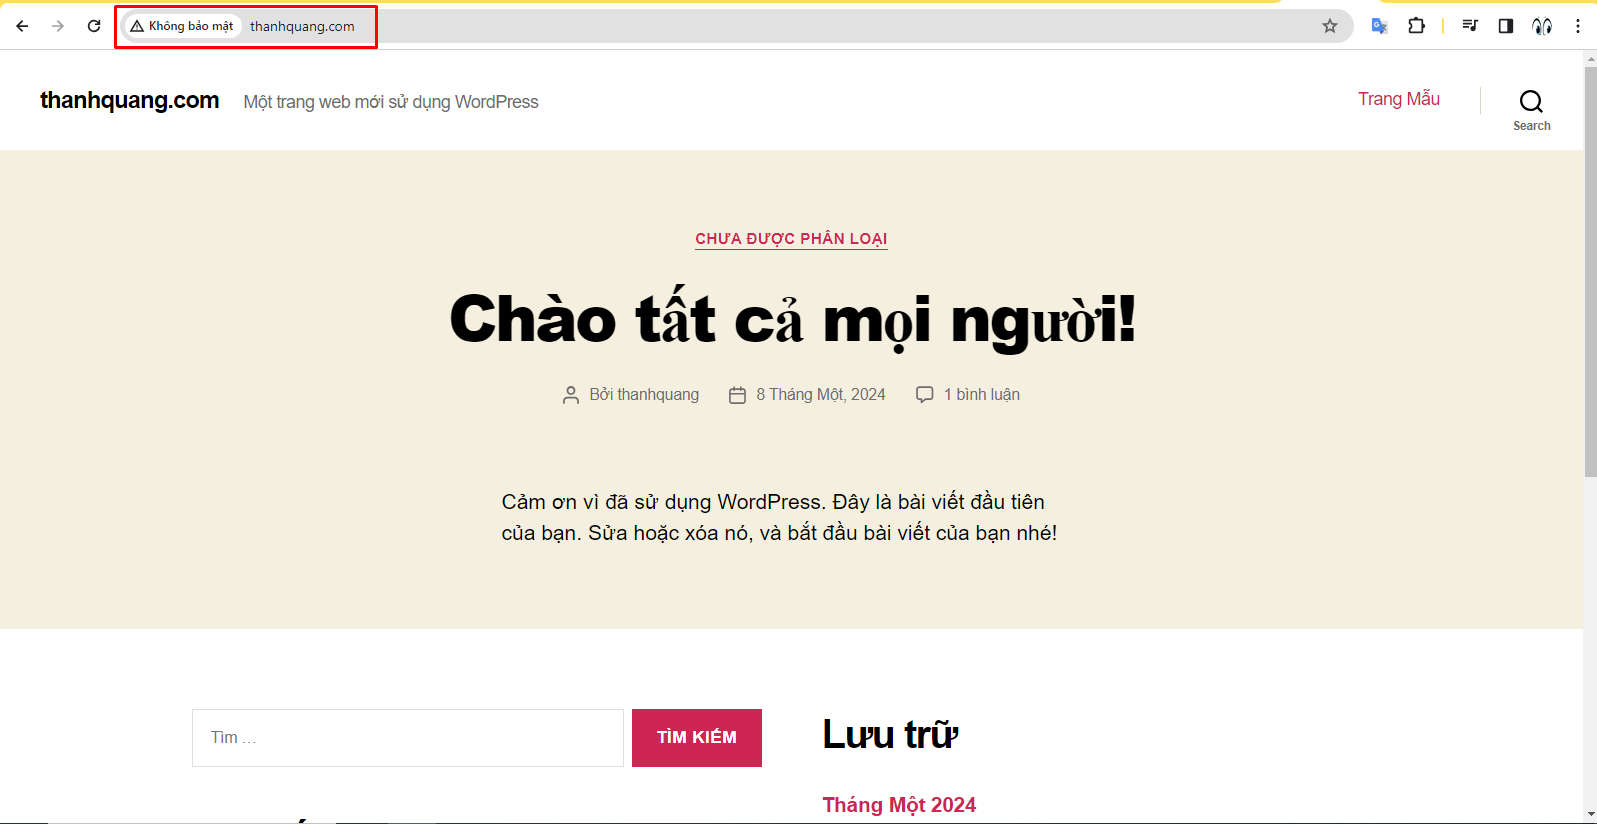 Không bảo mật thanhquang.com
thanhquang.com Một trang web mới sử dụng WordPress
Trang Mẫu
Search
CHƯA ĐƯỢC PHÂN LOẠI
Chào tất cả mọi người!
Bởi thanhquang 8 Tháng Một, 2024 1 bình luận
Cảm ơn vì đã sử dụng WordPress. Đây là bài viết đầu tiên
của bạn. Sửa hoặc xóa nó, và bắt đầu bài viết của bạn nhé!
Tìm …
TÌM KIẾM
Lưu trữ
Tháng Một 2024